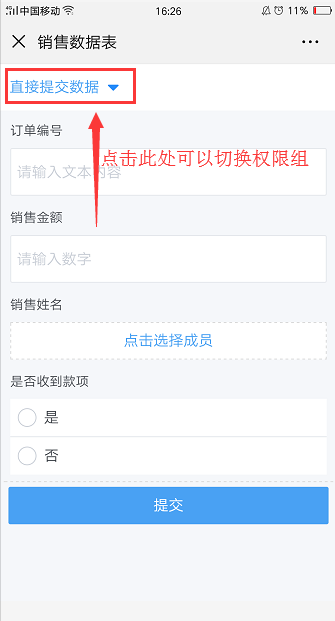 中国移动 16:26 11%
销售数据表
直接提交数据
订单编号
点击此处可以切换权限组
请输入文本内容
销售金额
请输入数字
销售姓名
点击选择成员
是否收到款项
是
否
提交